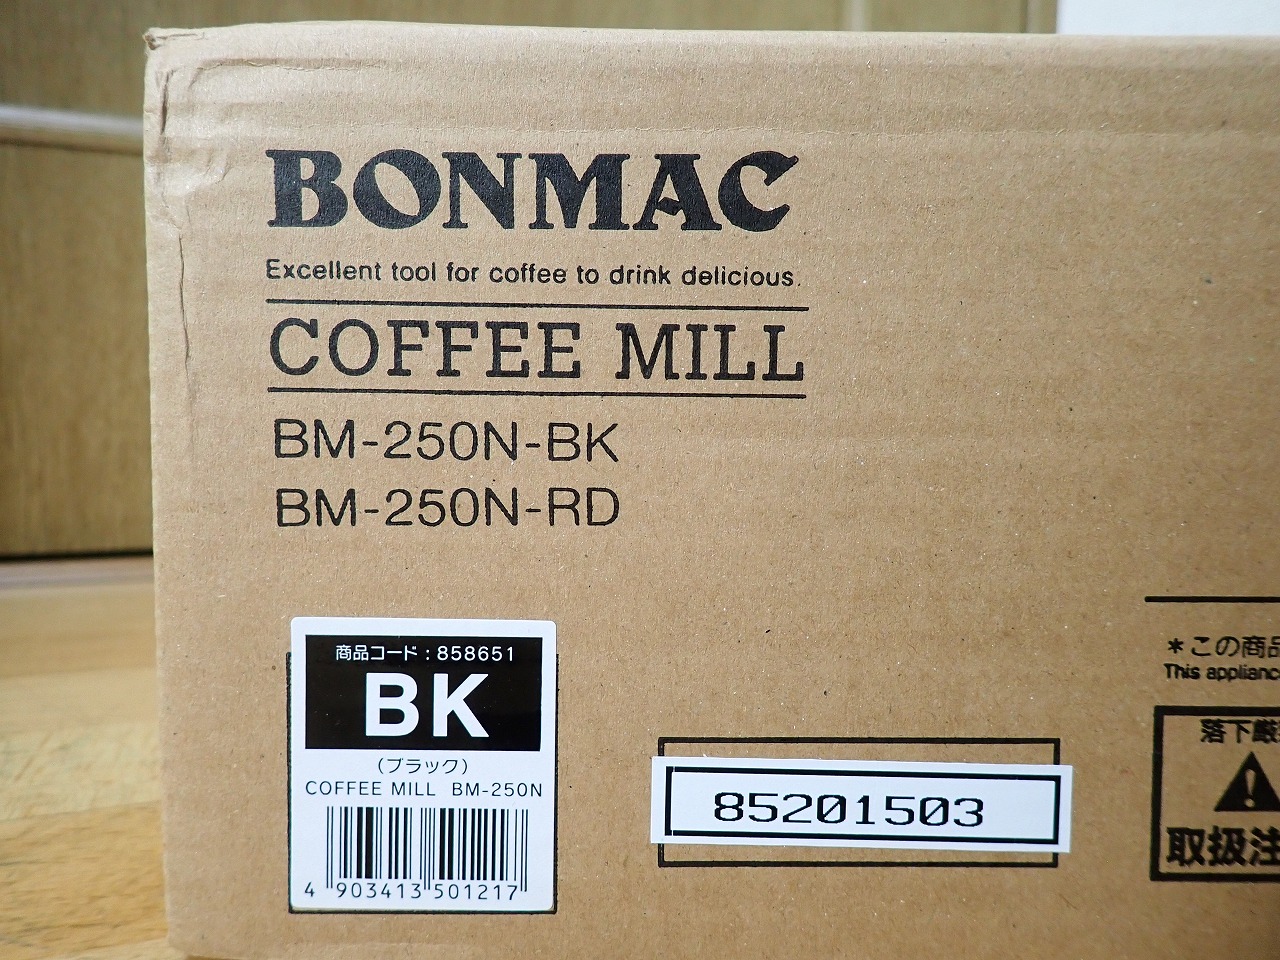 BONMAC
Excellent tool for coffee to drink delicious.
COFFEE MILL
BM-250N-BK
BM-250N-RD
商品コード：858651
BK
（ブラック）
COFFEE MILL BM-250N
4 903413 501217
85201503
＊この商品
This appliance
落下厳
取扱注